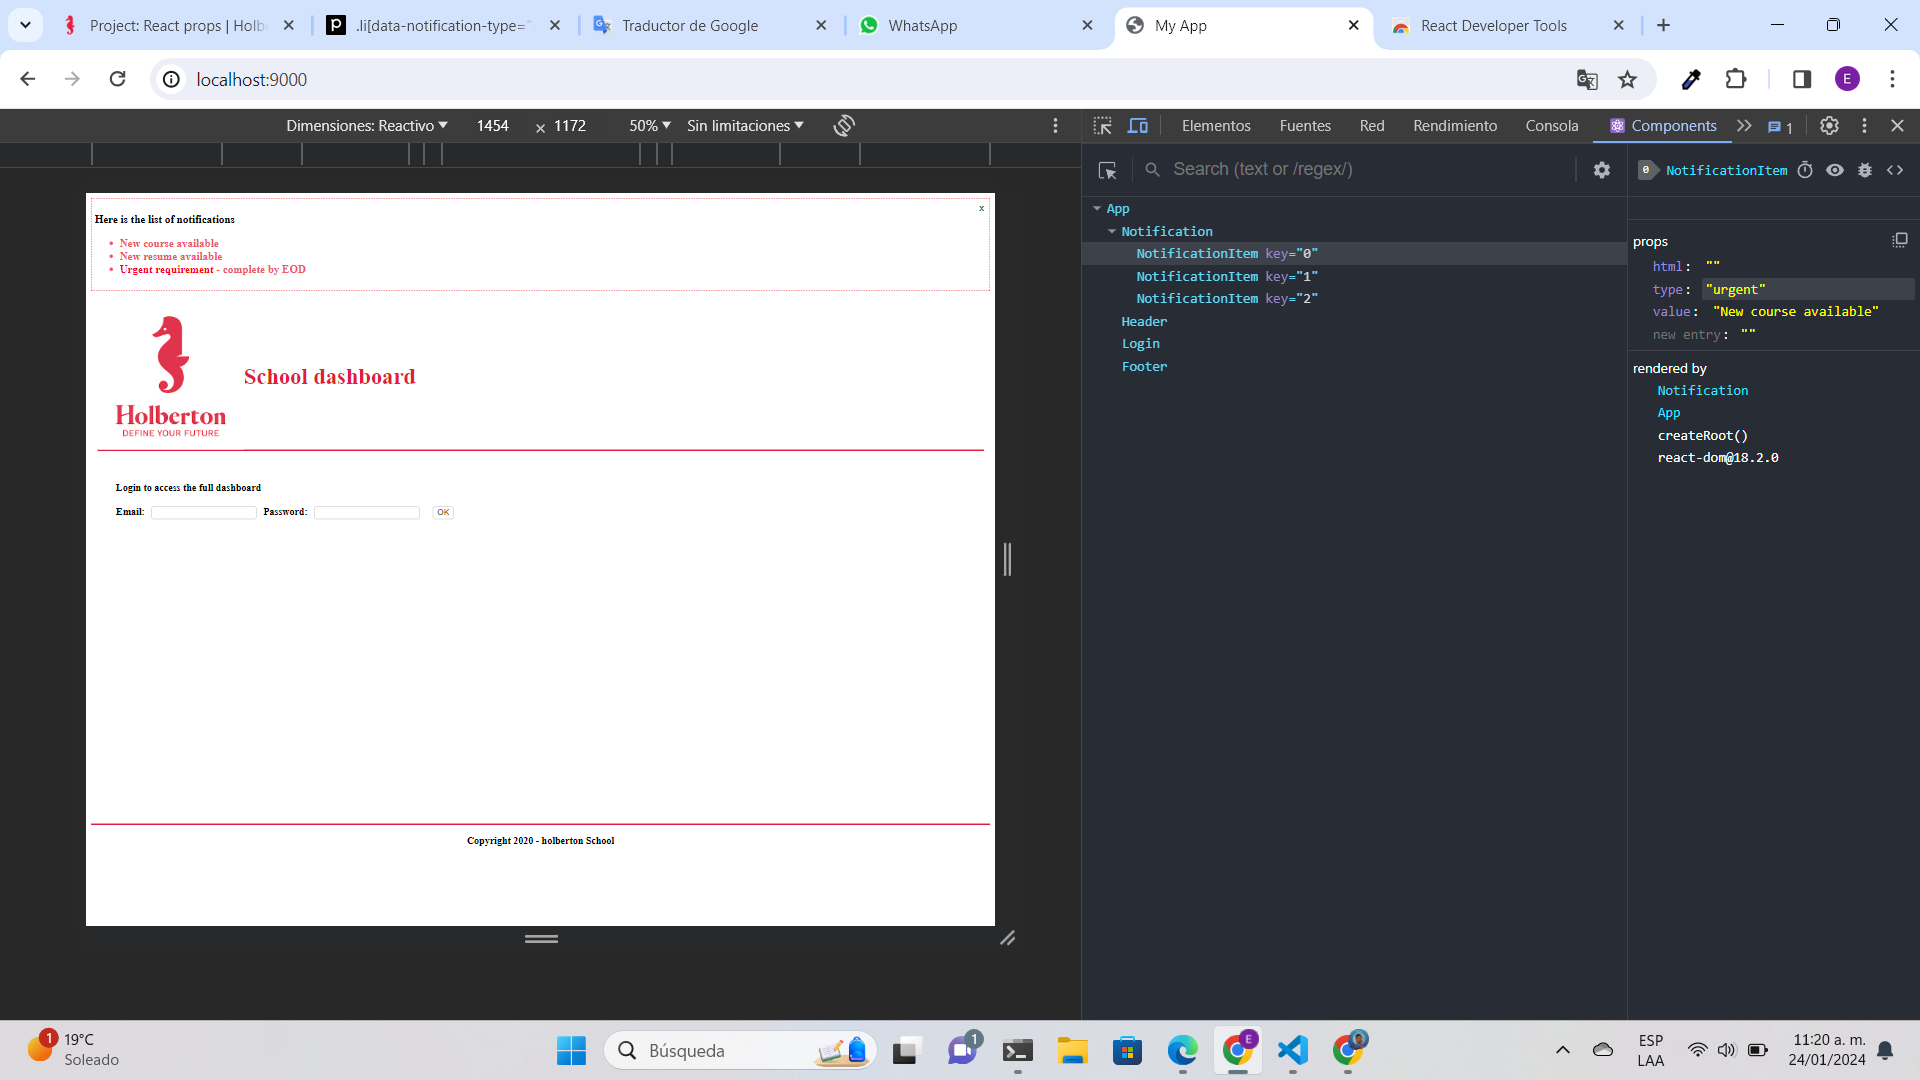 Project: React props | Holb
.li[data-notification-type="
Traductor de Google
WhatsApp
My App
React Developer Tools
localhost:9000
E
Dimensiones: Reactivo
1454
×
1172
50%
Sin limitaciones
Elementos
Fuentes
Red
Rendimiento
Consola
Components
1
Search (text or /regex/)
0
NotificationItem
App
Notification
NotificationItem key="0"
NotificationItem key="1"
NotificationItem key="2"
Header
Login
Footer
props
html: ""
type: "urgent"
value: "New course available"
new entry: ""
rendered by
Notification
App
createRoot()
react-dom@18.2.0
x
Here is the list of notifications
New course available
New resume available
Urgent requirement - complete by EOD
Holberton
DEFINE YOUR FUTURE
School dashboard
Login to access the full dashboard
Email:
Password:
OK
Copyright 2020 - holberton School
1
19°C
Soleado
Búsqueda
1
E
ESP
LAA
11:20 a. m.
24/01/2024